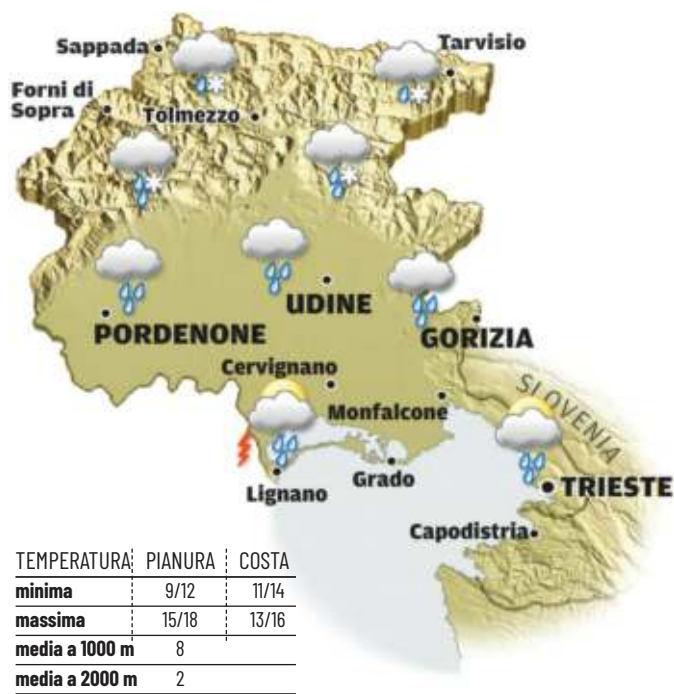 Sappada
Tarvisio
Forni di
Sopra
Tolmezzo
UDINE
PORDENONE
GORIZIA
Cervignano
Monfalcone
SLOVENIA
Lignano
Grado
TRIESTE
Capodistria
TEMPERATURA PIANURA COSTA
minima 9/12 11/14
massima 15/18 13/16
media a 1000 m 8
media a 2000 m 2